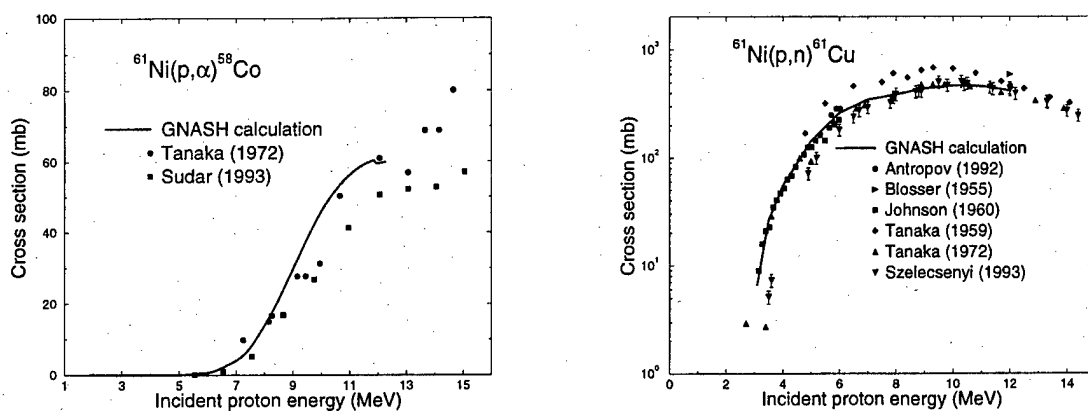 100
80
60
40
20
0
1
3
5
7
9
11
13
15
Cross section (mb)
Incident proton energy (MeV)
⁶¹Ni(p,α)⁵⁸Co
GNASH calculation
Tanaka (1972)
Sudar (1993)
10³
10²
10¹
10⁰
0
2
4
6
8
10
12
14
Cross section (mb)
Incident proton energy (MeV)
⁶¹Ni(p,n)⁶¹Cu
GNASH calculation
Antropov (1992)
Blosser (1955)
Johnson (1960)
Tanaka (1959)
Tanaka (1972)
Szelecsenyi (1993)